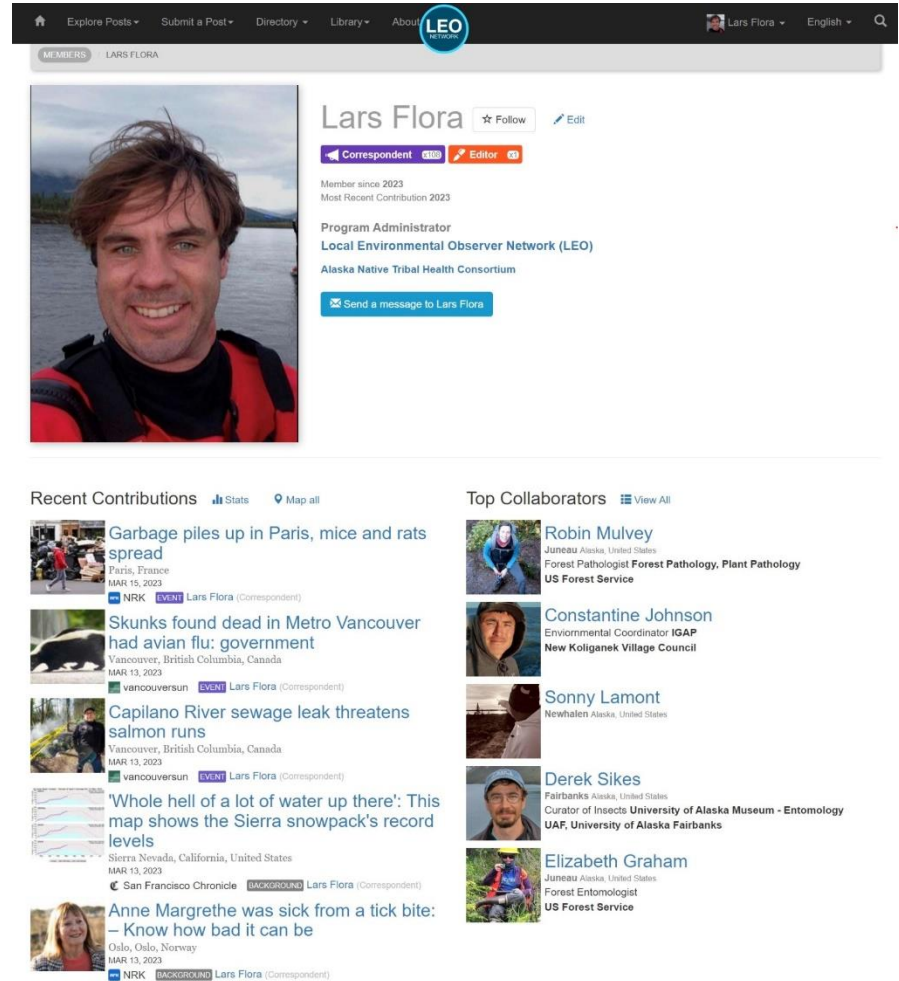 Explore Posts Submit a Post Directory Library About LEO NETWORK Lars Flora English
MEMBERS LARS FLORA
Lars Flora Follow Edit
Correspondent x108 Editor x3
Member since 2023
Most Recent Contribution 2023
Program Administrator
Local Environmental Observer Network (LEO)
Alaska Native Tribal Health Consortium
Send a message to Lars Flora
Recent Contributions Stats Map all
Garbage piles up in Paris, mice and rats
spread
Paris, France
MAR 15, 2023
NRK EVENT Lars Flora (Correspondent)
Skunks found dead in Metro Vancouver
had avian flu: government
Vancouver, British Columbia, Canada
MAR 13, 2023
vancouversun EVENT Lars Flora (Correspondent)
Capilano River sewage leak threatens
salmon runs
Vancouver, British Columbia, Canada
MAR 13, 2023
vancouversun EVENT Lars Flora (Correspondent)
'Whole hell of a lot of water up there': This
map shows the Sierra snowpack's record
levels
Sierra Nevada, California, United States
MAR 13, 2023
San Francisco Chronicle BACKGROUND Lars Flora (Correspondent)
Anne Margrethe was sick from a tick bite:
– Know how bad it can be
Oslo, Oslo, Norway
MAR 13, 2023
NRK BACKGROUND Lars Flora (Correspondent)
Top Collaborators View All
Robin Mulvey
Juneau Alaska, United States
Forest Pathologist Forest Pathology, Plant Pathology
US Forest Service
Constantine Johnson
Enviornmental Coordinator IGAP
New Koliganek Village Council
Sonny Lamont
Newhalen Alaska, United States
Derek Sikes
Fairbanks Alaska, United States
Curator of Insects University of Alaska Museum - Entomology
UAF, University of Alaska Fairbanks
Elizabeth Graham
Juneau Alaska, United States
Forest Entomologist
US Forest Service